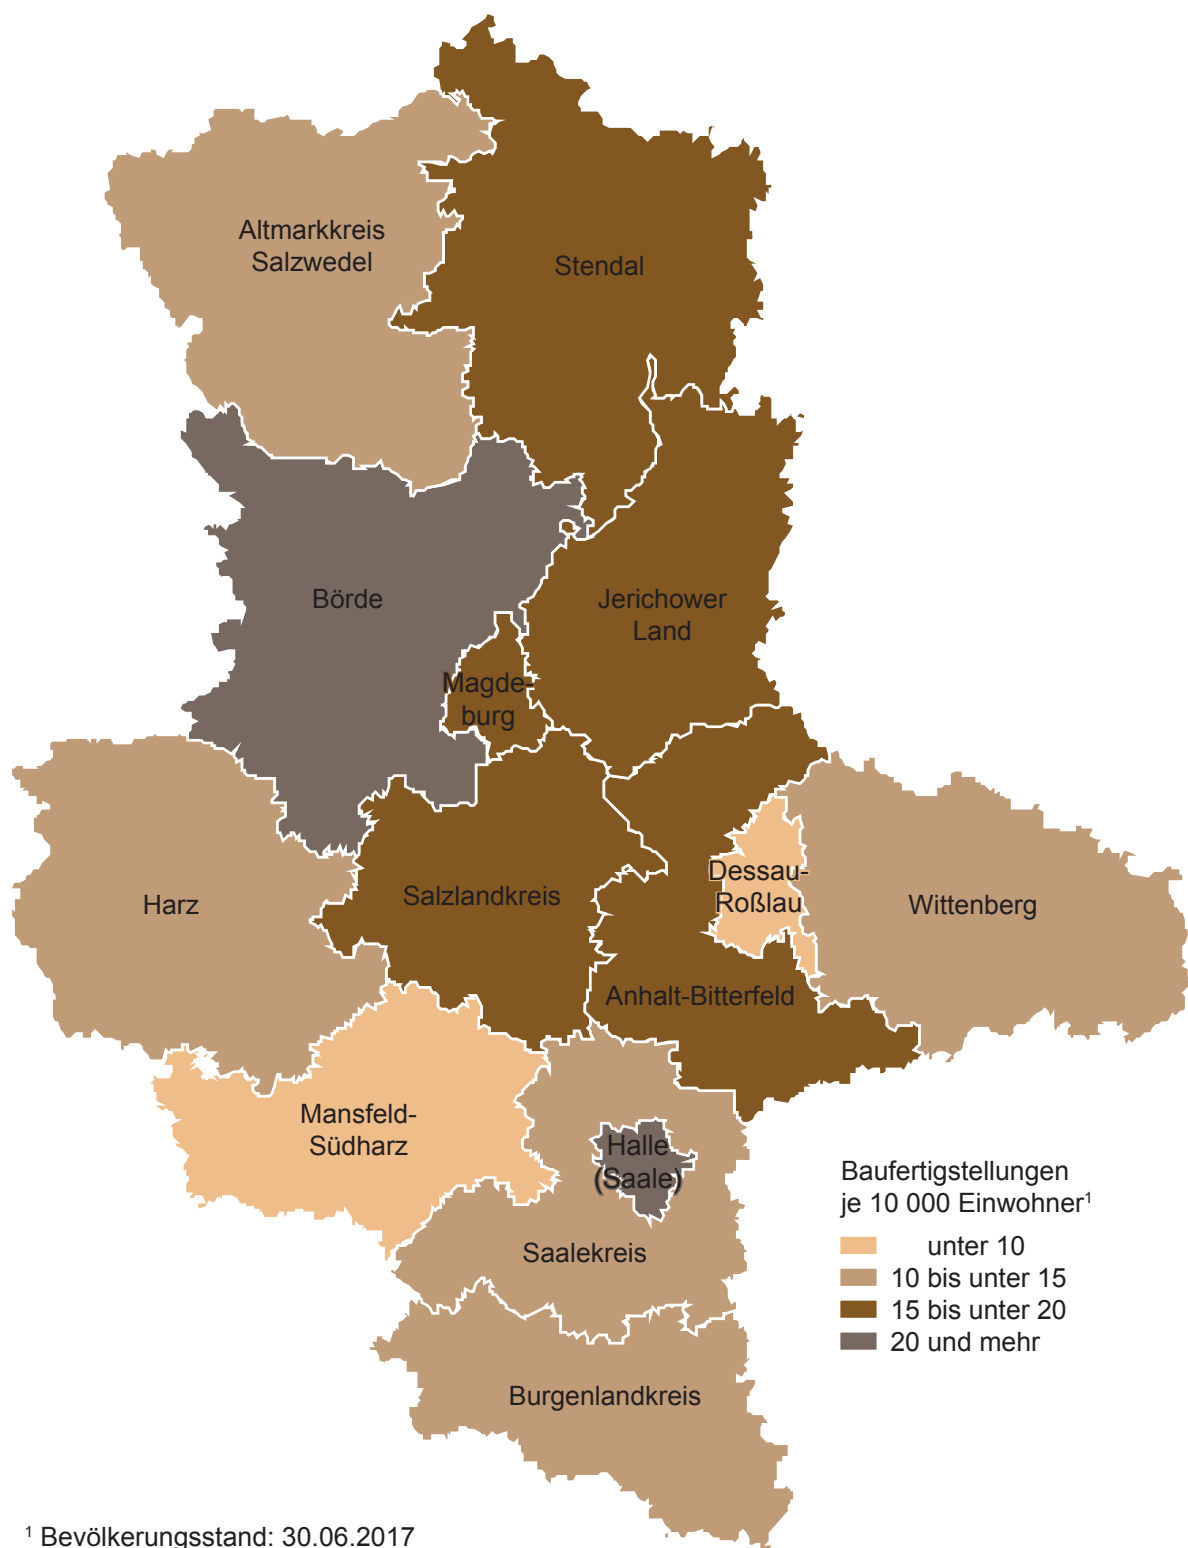 Altmarkkreis
Salzwedel
Stendal
Börde
Jerichower
Land
Magde-
burg
Harz
Salzlandkreis
Dessau-
Roßlau
Wittenberg
Anhalt-Bitterfeld
Mansfeld-
Südharz
Halle
(Saale)
Saalekreis
Burgenlandkreis
Baufertigstellungen
je 10 000 Einwohner¹
unter 10
10 bis unter 15
15 bis unter 20
20 und mehr
¹ Bevölkerungsstand: 30.06.2017